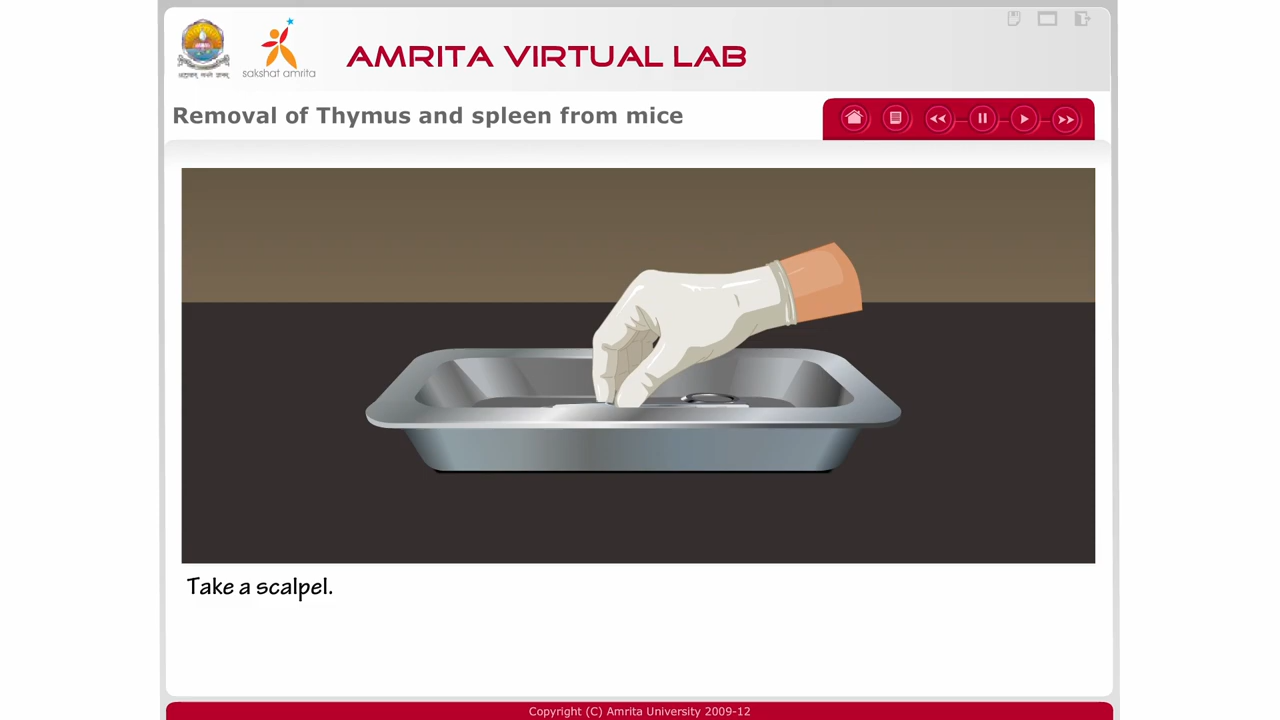 sakshat amrita
AMRITA VIRTUAL LAB
Removal of Thymus and spleen from mice
Take a scalpel.
Copyright (C) Amrita University 2009-12